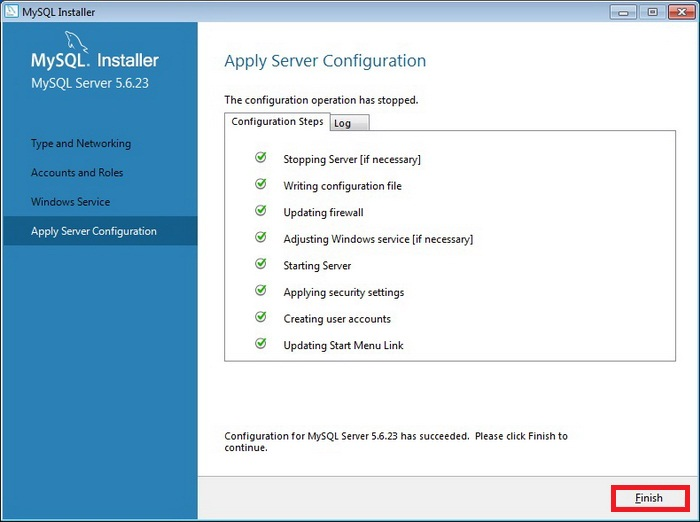 MySQL Installer
MySQL. Installer
MySQL Server 5.6.23
Type and Networking
Accounts and Roles
Windows Service
Apply Server Configuration
Apply Server Configuration
The configuration operation has stopped.
Configuration Steps
Log
Stopping Server [if necessary]
Writing configuration file
Updating firewall
Adjusting Windows service [if necessary]
Starting Server
Applying security settings
Creating user accounts
Updating Start Menu Link
Configuration for MySQL Server 5.6.23 has succeeded. Please click Finish to
continue.
Finish